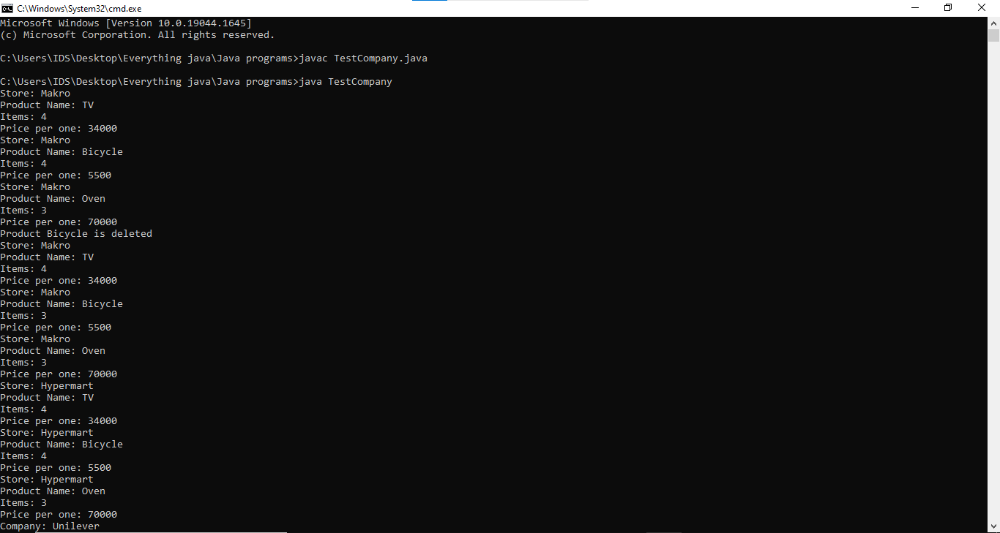 C:\Windows\System32\cmd.exe
Microsoft Windows [Version 10.0.19044.1645]
(c) Microsoft Corporation. All rights reserved.
C:\Users\IDS\Desktop\Everything java\Java programs>javac TestCompany.java
C:\Users\IDS\Desktop\Everything java\Java programs>java TestCompany
Store: Makro
Product Name: TV
Items: 4
Price per one: 34000
Store: Makro
Product Name: Bicycle
Items: 4
Price per one: 5500
Store: Makro
Product Name: Oven
Items: 3
Price per one: 70000
Product Bicycle is deleted
Store: Makro
Product Name: TV
Items: 4
Price per one: 34000
Store: Makro
Product Name: Bicycle
Items: 3
Price per one: 5500
Store: Makro
Product Name: Oven
Items: 3
Price per one: 70000
Store: Hypermart
Product Name: TV
Items: 4
Price per one: 34000
Store: Hypermart
Product Name: Bicycle
Items: 4
Price per one: 5500
Store: Hypermart
Product Name: Oven
Items: 3
Price per one: 70000
Company: Unilever